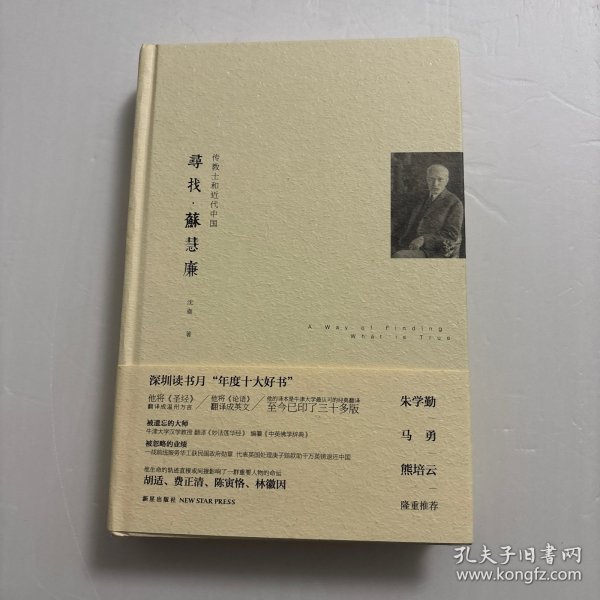 传教士和近代中国
尋找·蘇慧廉
沈迦 著
A Way of Finding
What is True
深圳读书月“年度十大好书”
他将《圣经》
翻译成温州方言
他将《论语》
翻译成英文
他的译本是牛津大学最认可的经典翻译
至今已印了三十多版
被遗忘的大师
牛津大学汉学教授 翻译《妙法莲华经》 编纂《中英佛学辞典》
被忽略的业绩
一战前线服务华工获民国政府勋章 代表英国处理庚子赔款助千万英镑退还中国
他生命的轨迹直接或间接影响了一群重要人物的命运
胡适、费正清、陈寅恪、林徽因
新星出版社 NEW STAR PRESS
朱学勤
马 勇
熊培云
隆重推荐
孔夫子旧书网
www.kongfz.com